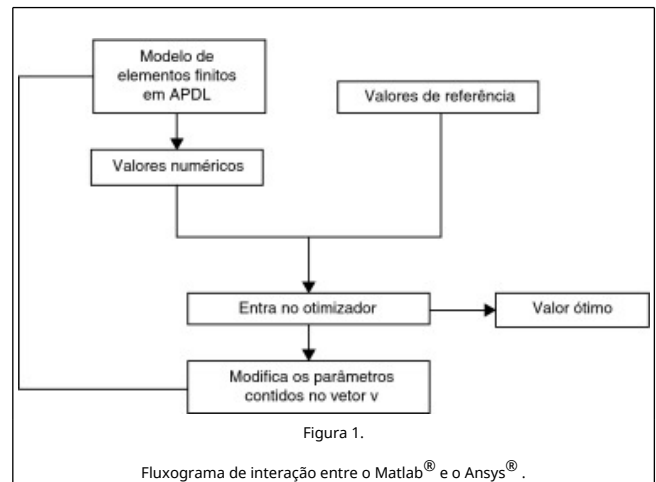 Modelo de
elementos finitos
em APDL
Valores de referência
Valores numéricos
Entra no otimizador
Valor ótimo
Modifica os parâmetros
contidos no vetor v
Figura 1.
Fluxograma de interação entre o Matlab® e o Ansys® .